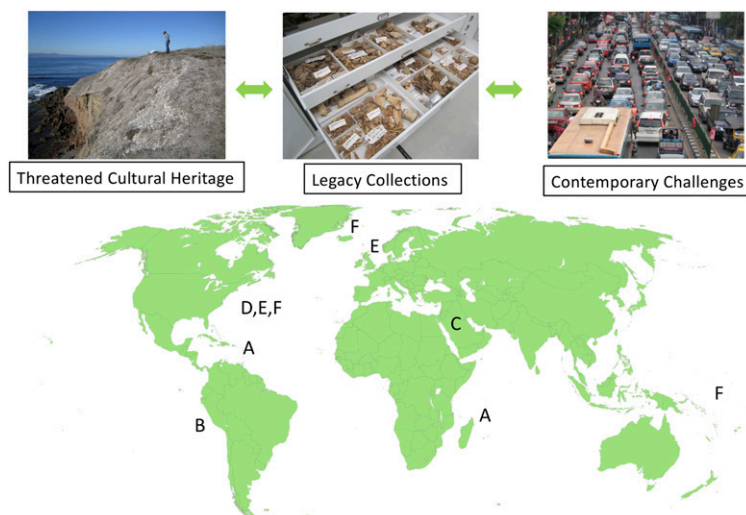 Threatened Cultural Heritage
Legacy Collections
Contemporary Challenges
F
E
D,E,F
C
A
F
A
B